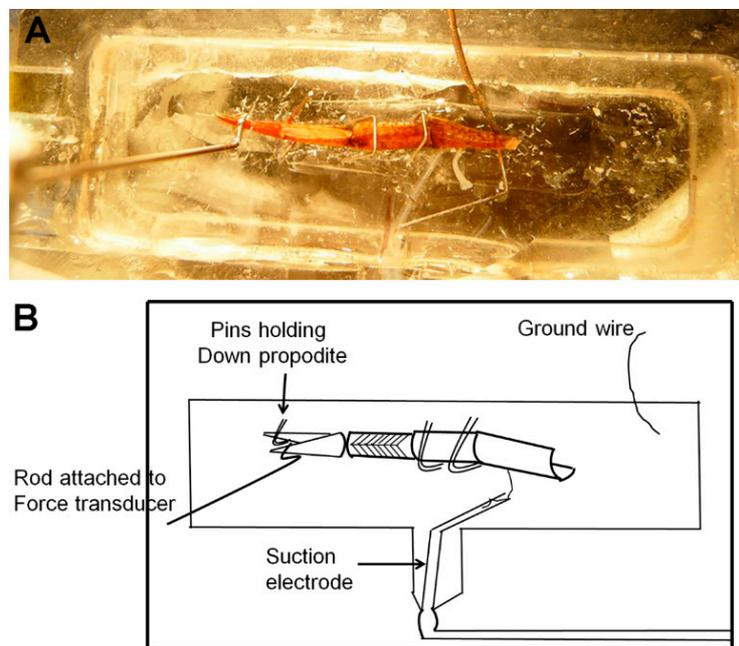 A
B
Pins holding
Down propodite
Ground wire
Rod attached to
Force transducer
Suction
electrode